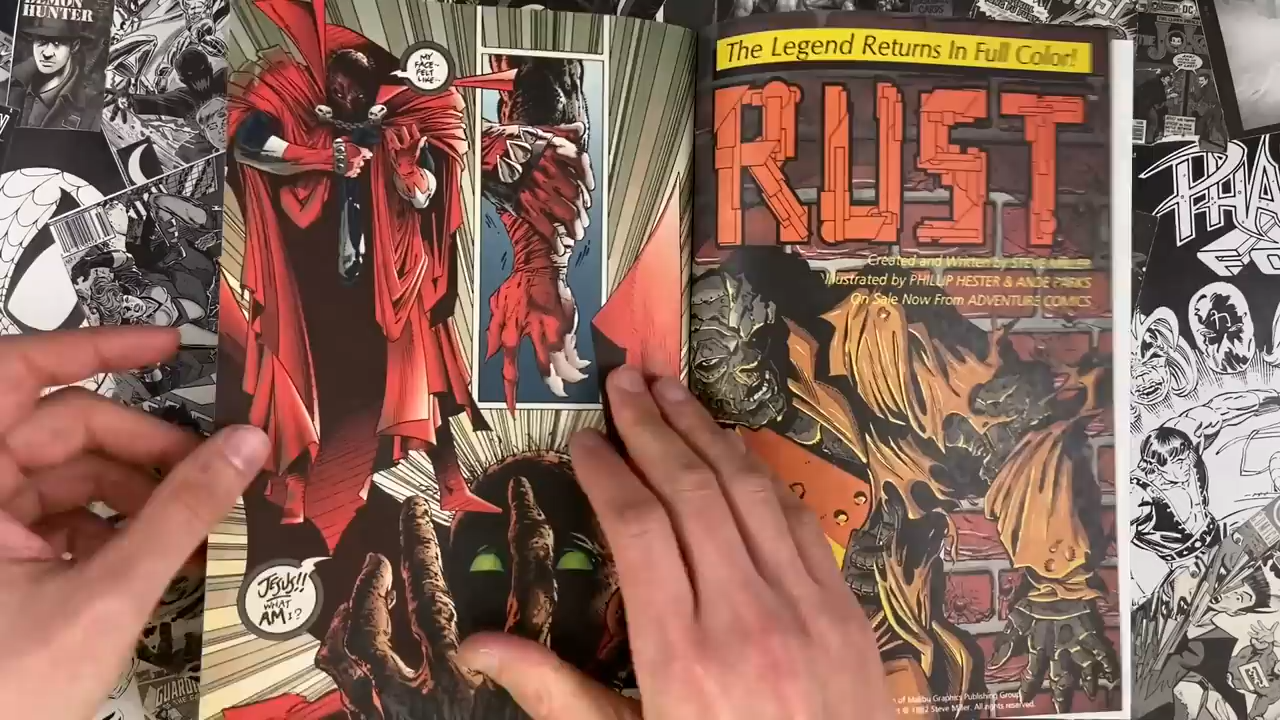 DEMON
HUNTER
MY
FACE--
FELT
LIKE--
JESUS!!
WHAT
AM I?
The Legend Returns In Full Color!
RUST
Created and Written by STEVE MILLER
Illustrated by PHILLIP HESTER & ANDE PARKS
On Sale Now From ADVENTURE COMICS
of Malibu Graphics Publishing Group
© 1992 Steve Miller. All rights reserved.
PHA